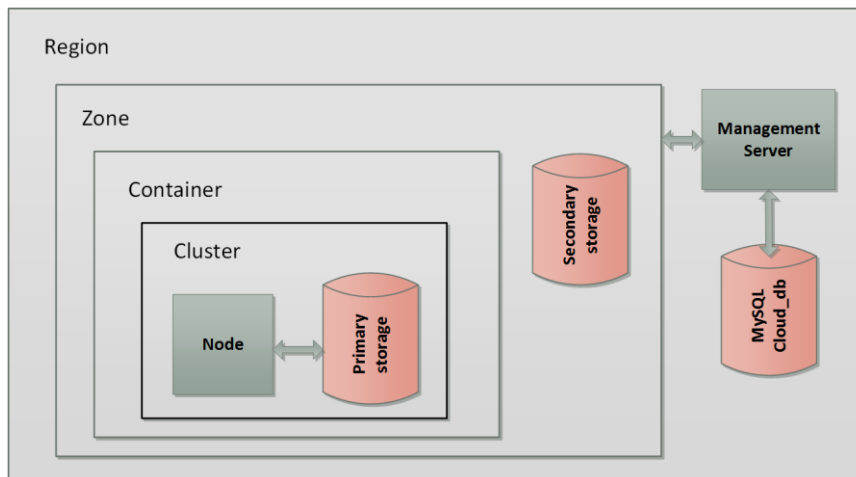 Region
Zone
Container
Cluster
Node
Primary
storage
Secondary
storage
Management
Server
MySQL
Cloud_db